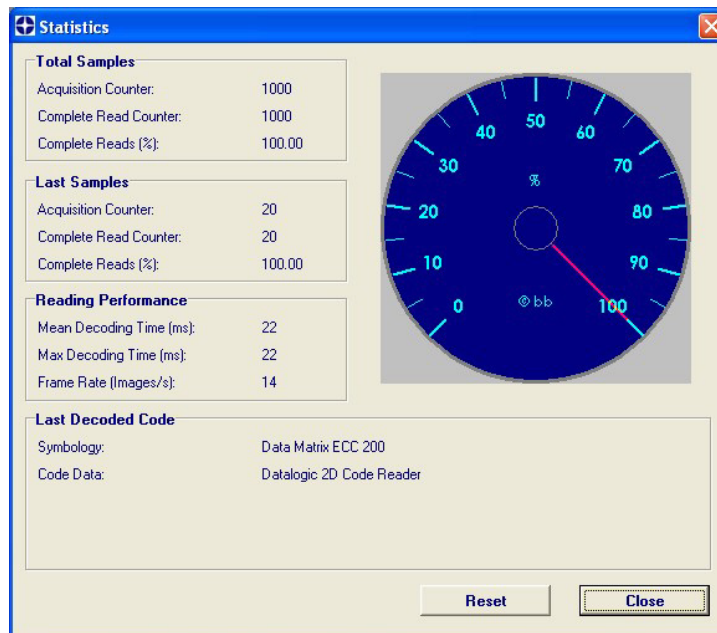 Statistics
Total Samples
Acquisition Counter: 1000
Complete Read Counter: 1000
Complete Reads (%): 100.00
Last Samples
Acquisition Counter: 20
Complete Read Counter: 20
Complete Reads (%): 100.00
Reading Performance
Mean Decoding Time (ms): 22
Max Decoding Time (ms): 22
Frame Rate (Images/s): 14
0
10
20
30
40
50
60
70
80
90
100
%
© bb
Last Decoded Code
Symbology: Data Matrix ECC 200
Code Data: Datalogic 2D Code Reader
Reset Close